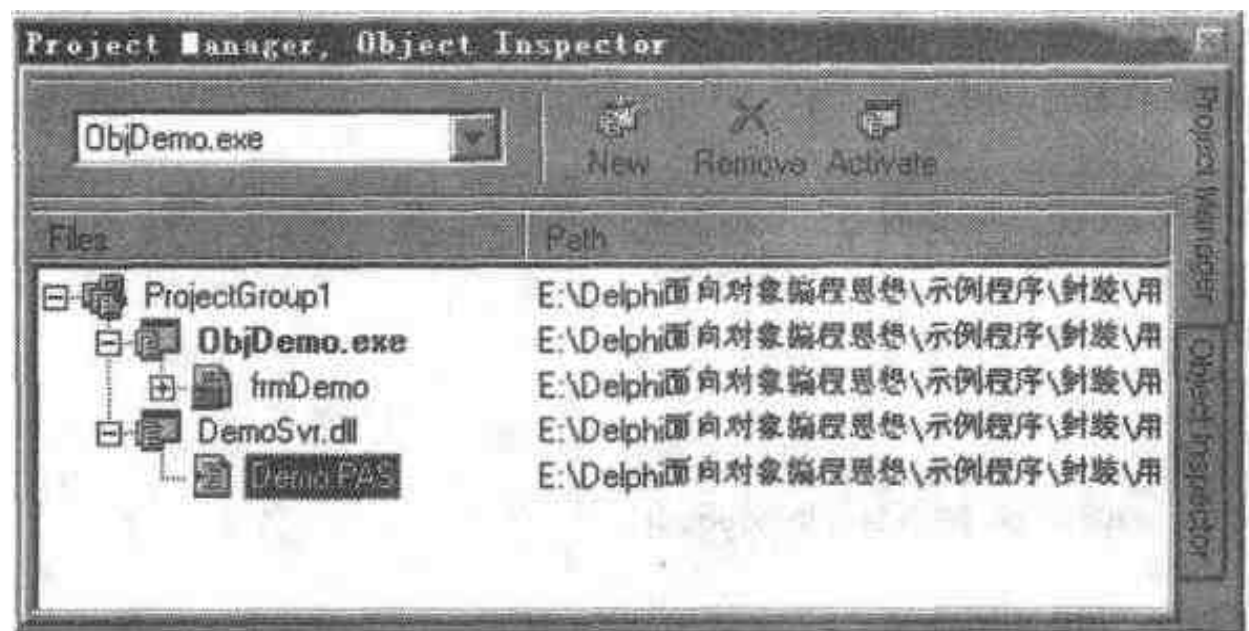 Project Manager, Object Inspector
ObjDemo.exe
New Remove Activate
Files Path
ProjectGroup1 E:\Delphi面向对象编程思想\示例程序\封装\用
ObjDemo.exe E:\Delphi面向对象编程思想\示例程序\封装\用
frmDemo E:\Delphi面向对象编程思想\示例程序\封装\用
DemoSvr.dll E:\Delphi面向对象编程思想\示例程序\封装\用
Demo.PAS E:\Delphi面向对象编程思想\示例程序\封装\用
Project Manager
Object Inspector